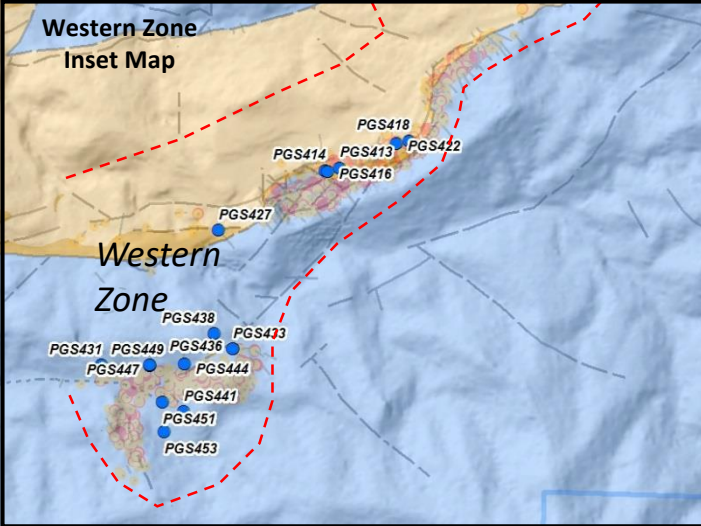 Western Zone
Inset Map
PGS418
PGS414
PGS413
PGS422
PGS416
PGS427
Western
Zone
PGS438
PGS433
PGS431
PGS449
PGS436
PGS447
PGS444
PGS441
PGS451
PGS453